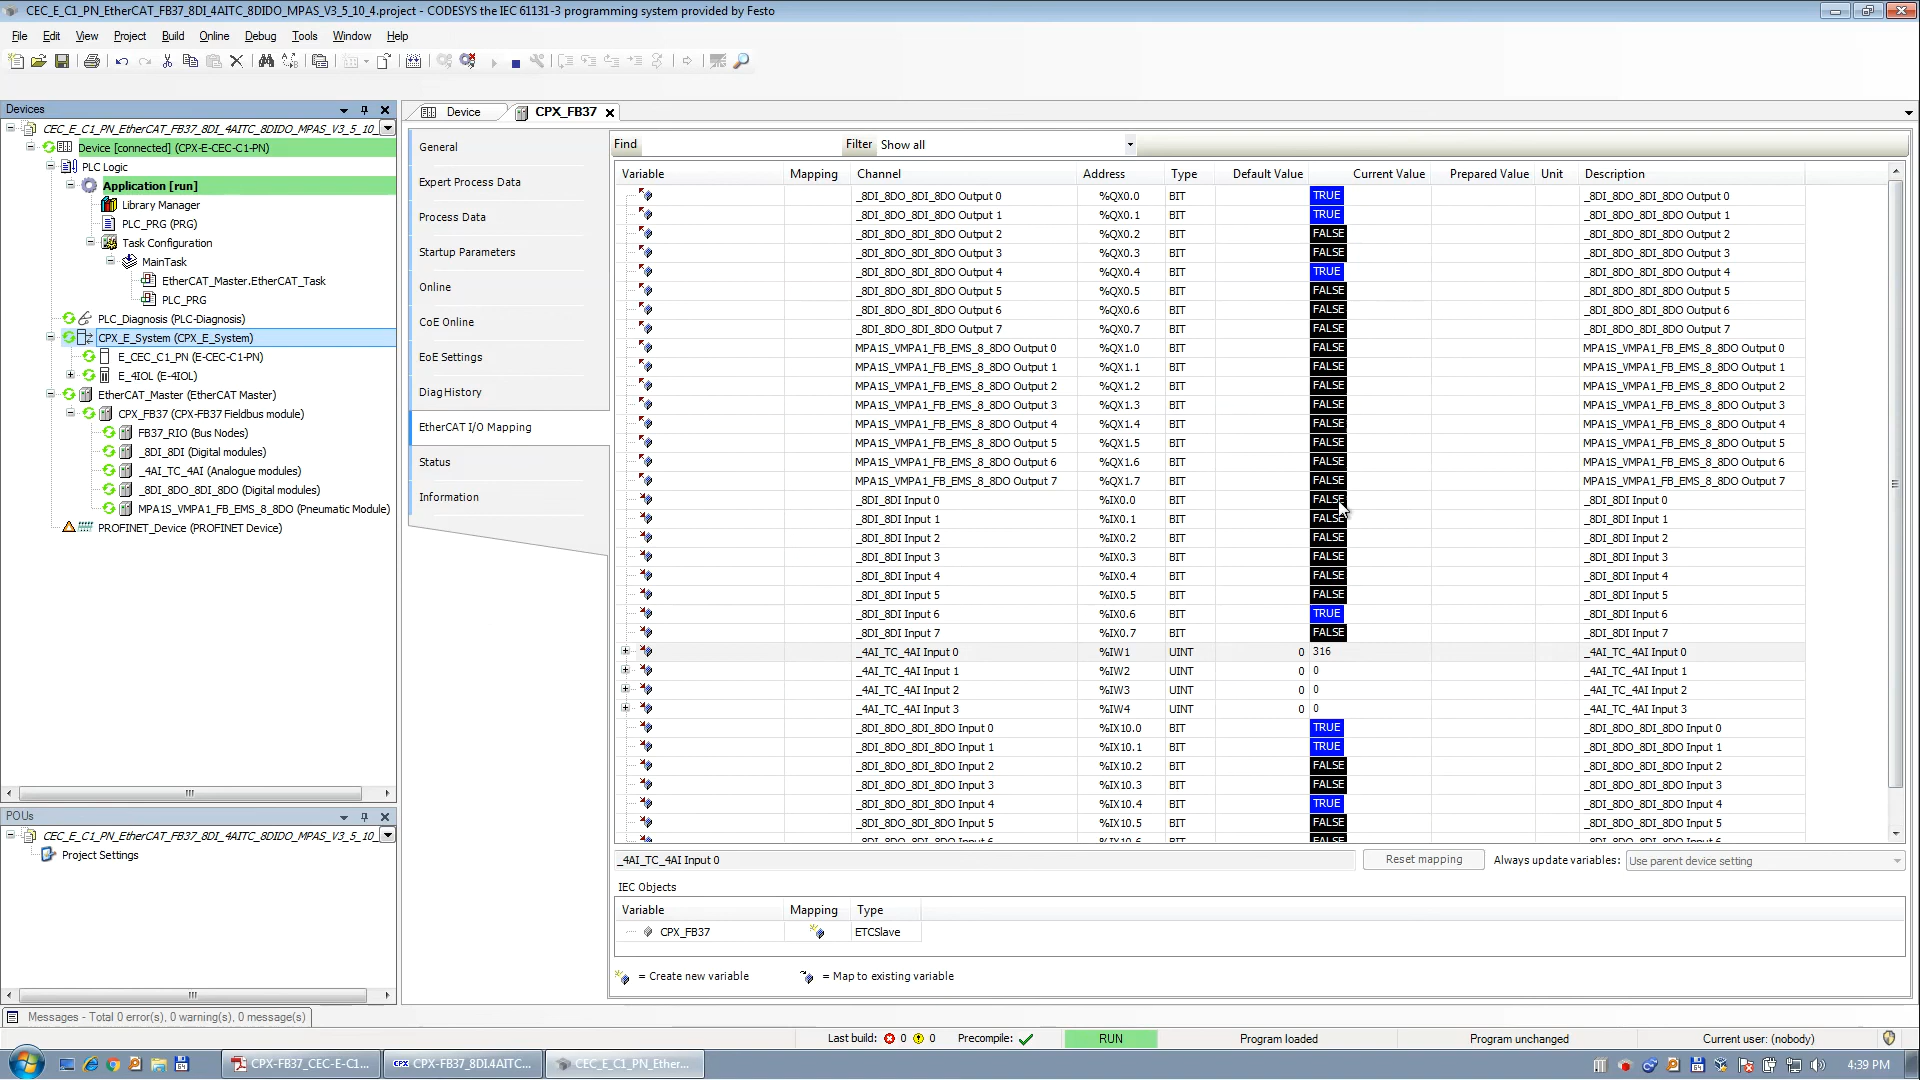 CEC_E_C1_PN_EtherCAT_FB37_8DI_4AITC_8DIDO_MPAS_V3_5_10_4.project - CODESYS the IEC 61131-3 programming system provided by Festo
File Edit View Project Build Online Debug Tools Window Help
Devices
CEC_E_C1_PN_EtherCAT_FB37_8DI_4AITC_8DIDO_MPAS_V3_5_10_
Device [connected] (CPX-E-CEC-C1-PN)
PLC Logic
Application [run]
Library Manager
PLC_PRG (PRG)
Task Configuration
MainTask
EtherCAT_Master.EtherCAT_Task
PLC_PRG
PLC_Diagnosis (PLC-Diagnosis)
CPX_E_System (CPX_E_System)
E_CEC_C1_PN (E-CEC-C1-PN)
E_4IOL (E-4IOL)
EtherCAT_Master (EtherCAT Master)
CPX_FB37 (CPX-FB37 Fieldbus module)
FB37_RIO (Bus Nodes)
_8DI_8DI (Digital modules)
_4AI_TC_4AI (Analogue modules)
_8DI_8DO_8DI_8DO (Digital modules)
MPA1S_VMPA1_FB_EMS_8_8DO (Pneumatic Module)
PROFINET_Device (PROFINET Device)
POUs
CEC_E_C1_PN_EtherCAT_FB37_8DI_4AITC_8DIDO_MPAS_V3_5_10_
Project Settings
Device CPX_FB37
General
Expert Process Data
Process Data
Startup Parameters
Online
CoE Online
EoE Settings
DiagHistory
EtherCAT I/O Mapping
Status
Information
Find Filter Show all
Variable Mapping Channel Address Type Default Value Current Value Prepared Value Unit Description
_8DI_8DO_8DI_8DO Output 0 %QX0.0 BIT TRUE _8DI_8DO_8DI_8DO Output 0
_8DI_8DO_8DI_8DO Output 1 %QX0.1 BIT TRUE _8DI_8DO_8DI_8DO Output 1
_8DI_8DO_8DI_8DO Output 2 %QX0.2 BIT FALSE _8DI_8DO_8DI_8DO Output 2
_8DI_8DO_8DI_8DO Output 3 %QX0.3 BIT FALSE _8DI_8DO_8DI_8DO Output 3
_8DI_8DO_8DI_8DO Output 4 %QX0.4 BIT TRUE _8DI_8DO_8DI_8DO Output 4
_8DI_8DO_8DI_8DO Output 5 %QX0.5 BIT FALSE _8DI_8DO_8DI_8DO Output 5
_8DI_8DO_8DI_8DO Output 6 %QX0.6 BIT FALSE _8DI_8DO_8DI_8DO Output 6
_8DI_8DO_8DI_8DO Output 7 %QX0.7 BIT FALSE _8DI_8DO_8DI_8DO Output 7
MPA1S_VMPA1_FB_EMS_8_8DO Output 0 %QX1.0 BIT FALSE MPA1S_VMPA1_FB_EMS_8_8DO Output 0
MPA1S_VMPA1_FB_EMS_8_8DO Output 1 %QX1.1 BIT FALSE MPA1S_VMPA1_FB_EMS_8_8DO Output 1
MPA1S_VMPA1_FB_EMS_8_8DO Output 2 %QX1.2 BIT FALSE MPA1S_VMPA1_FB_EMS_8_8DO Output 2
MPA1S_VMPA1_FB_EMS_8_8DO Output 3 %QX1.3 BIT FALSE MPA1S_VMPA1_FB_EMS_8_8DO Output 3
MPA1S_VMPA1_FB_EMS_8_8DO Output 4 %QX1.4 BIT FALSE MPA1S_VMPA1_FB_EMS_8_8DO Output 4
MPA1S_VMPA1_FB_EMS_8_8DO Output 5 %QX1.5 BIT FALSE MPA1S_VMPA1_FB_EMS_8_8DO Output 5
MPA1S_VMPA1_FB_EMS_8_8DO Output 6 %QX1.6 BIT FALSE MPA1S_VMPA1_FB_EMS_8_8DO Output 6
MPA1S_VMPA1_FB_EMS_8_8DO Output 7 %QX1.7 BIT FALSE MPA1S_VMPA1_FB_EMS_8_8DO Output 7
_8DI_8DI Input 0 %IX0.0 BIT FALSE _8DI_8DI Input 0
_8DI_8DI Input 1 %IX0.1 BIT FALSE _8DI_8DI Input 1
_8DI_8DI Input 2 %IX0.2 BIT FALSE _8DI_8DI Input 2
_8DI_8DI Input 3 %IX0.3 BIT FALSE _8DI_8DI Input 3
_8DI_8DI Input 4 %IX0.4 BIT FALSE _8DI_8DI Input 4
_8DI_8DI Input 5 %IX0.5 BIT FALSE _8DI_8DI Input 5
_8DI_8DI Input 6 %IX0.6 BIT TRUE _8DI_8DI Input 6
_8DI_8DI Input 7 %IX0.7 BIT FALSE _8DI_8DI Input 7
_4AI_TC_4AI Input 0 %IW1 UINT 0 316 _4AI_TC_4AI Input 0
_4AI_TC_4AI Input 1 %IW2 UINT 0 0 _4AI_TC_4AI Input 1
_4AI_TC_4AI Input 2 %IW3 UINT 0 0 _4AI_TC_4AI Input 2
_4AI_TC_4AI Input 3 %IW4 UINT 0 0 _4AI_TC_4AI Input 3
_8DI_8DO_8DI_8DO Input 0 %IX10.0 BIT TRUE _8DI_8DO_8DI_8DO Input 0
_8DI_8DO_8DI_8DO Input 1 %IX10.1 BIT TRUE _8DI_8DO_8DI_8DO Input 1
_8DI_8DO_8DI_8DO Input 2 %IX10.2 BIT FALSE _8DI_8DO_8DI_8DO Input 2
_8DI_8DO_8DI_8DO Input 3 %IX10.3 BIT FALSE _8DI_8DO_8DI_8DO Input 3
_8DI_8DO_8DI_8DO Input 4 %IX10.4 BIT TRUE _8DI_8DO_8DI_8DO Input 4
_8DI_8DO_8DI_8DO Input 5 %IX10.5 BIT FALSE _8DI_8DO_8DI_8DO Input 5
_8DI_8DO_8DI_8DO Input 6 %IX10.6 BIT FALSE _8DI_8DO_8DI_8DO Input 6
_4AI_TC_4AI Input 0 Reset mapping Always update variables: Use parent device setting
IEC Objects
Variable Mapping Type
CPX_FB37 ETCSlave
= Create new variable = Map to existing variable
Messages - Total 0 error(s), 0 warning(s), 0 message(s)
Last build: 0 0 Precompile: RUN Program loaded Program unchanged Current user: (nobody)
CPX-FB37_CEC-E-C1... CPX CPX-FB37_8DI.4AITC... CEC_E_C1_PN_Ether... 64 64 4:39 PM